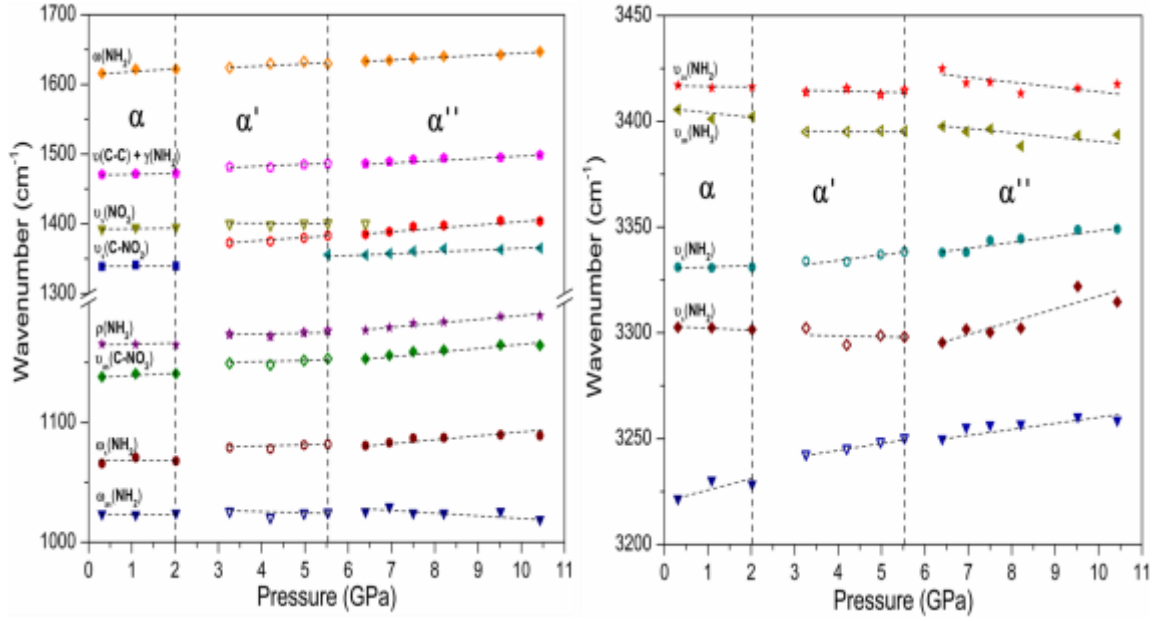 1700
1600
1500
1400
1300
1100
1000
Wavenumber (cm⁻¹)
ω(NH₂)
α
α'
α''
υ(C-C) + γ(NH₂)
υₛ(NO₂)
υₛ(C-NO₂)
ρ(NH₂)
υₐₛ(C-NO₂)
(NH₂)
(NH₂)
0 1 2 3 4 5 6 7 8 9 10 11
Pressure (GPa)
3450
3400
3350
3300
3250
3200
Wavenumber (cm⁻¹)
υₐₛ(NH₂)
υₐₛ(NH₂)
α
α'
α''
υₛ(NH₂)
υₛ(NH₂)
0 1 2 3 4 5 6 7 8 9 10 11
Pressure (GPa)